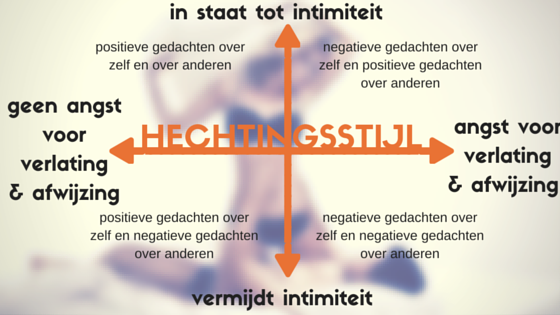 in staat tot intimiteit
positieve gedachten over
zelf en over anderen
negatieve gedachten over
zelf en positieve gedachten
over anderen
geen angst
voor
verlating
& afwijzing
HECHTINGSSTIJL
angst voor
verlating
& afwijzing
positieve gedachten over
zelf en negatieve gedachten
over anderen
negatieve gedachten over
zelf en negatieve gedachten
over anderen
vermijdt intimiteit